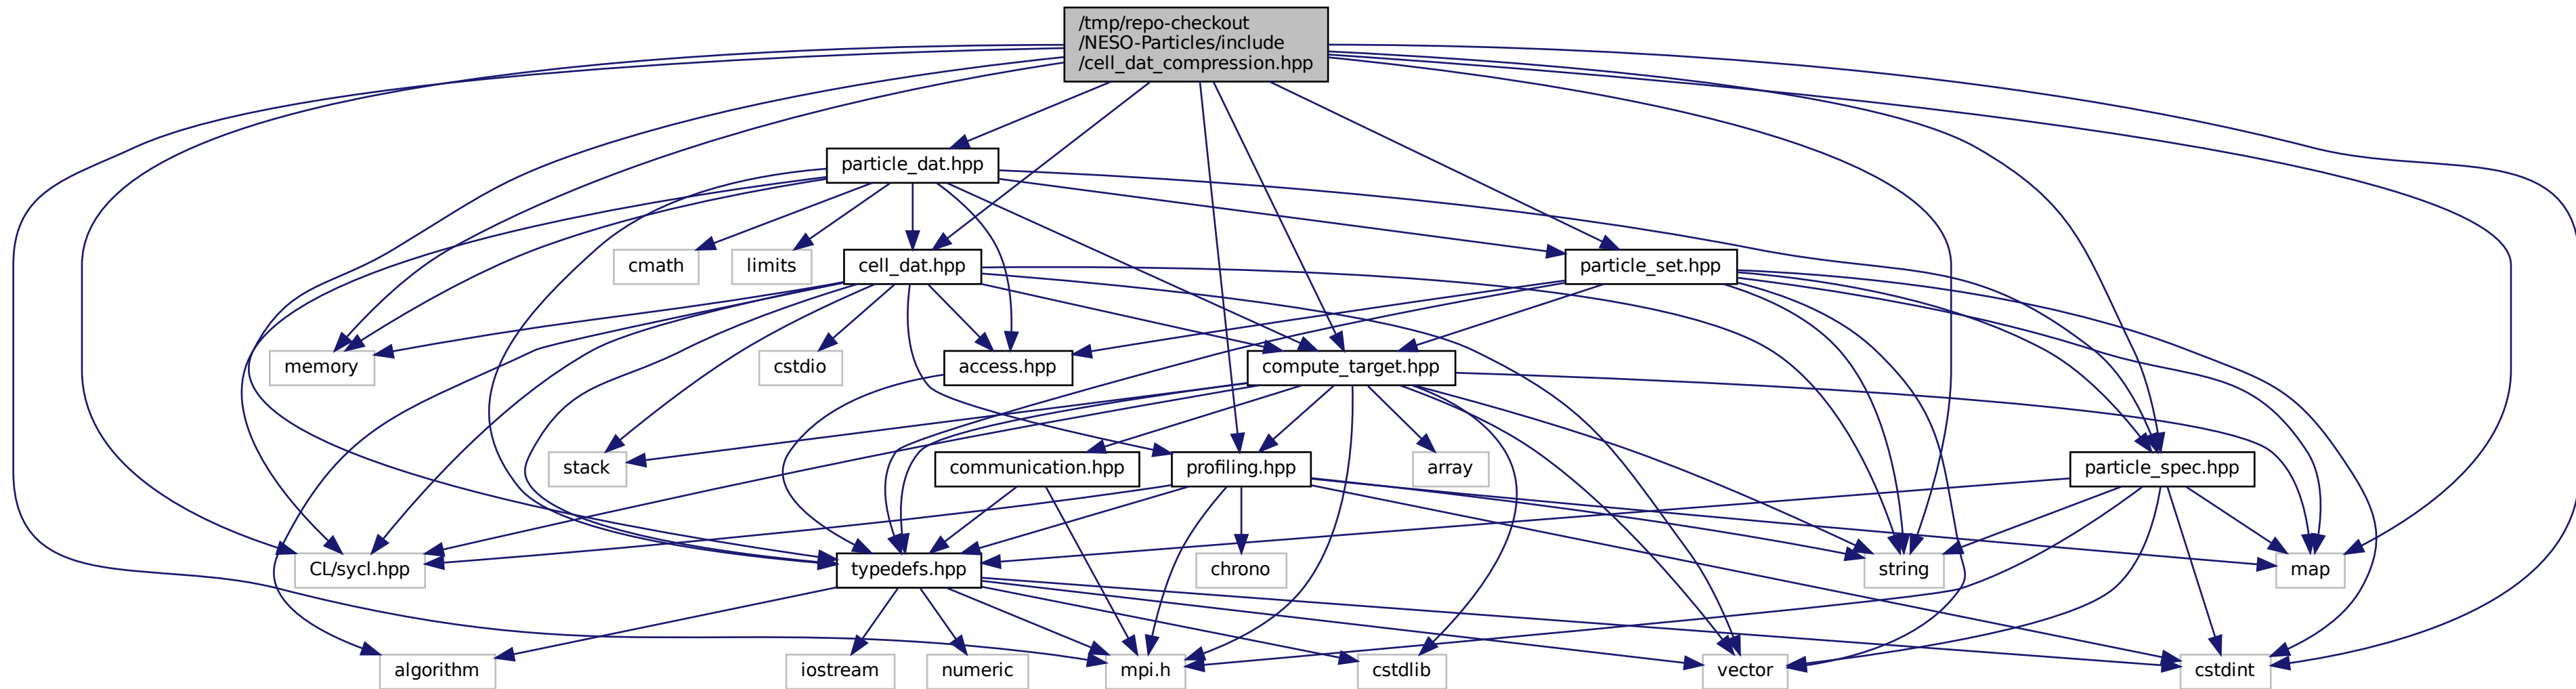 /tmp/repo-checkout
/NESO-Particles/include
/cell_dat_compression.hpp
particle_dat.hpp
cmath
limits
cell_dat.hpp
particle_set.hpp
memory
cstdio
access.hpp
compute_target.hpp
stack
communication.hpp
profiling.hpp
array
particle_spec.hpp
CL/sycl.hpp
typedefs.hpp
chrono
string
map
algorithm
iostream
numeric
mpi.h
cstdlib
vector
cstdint